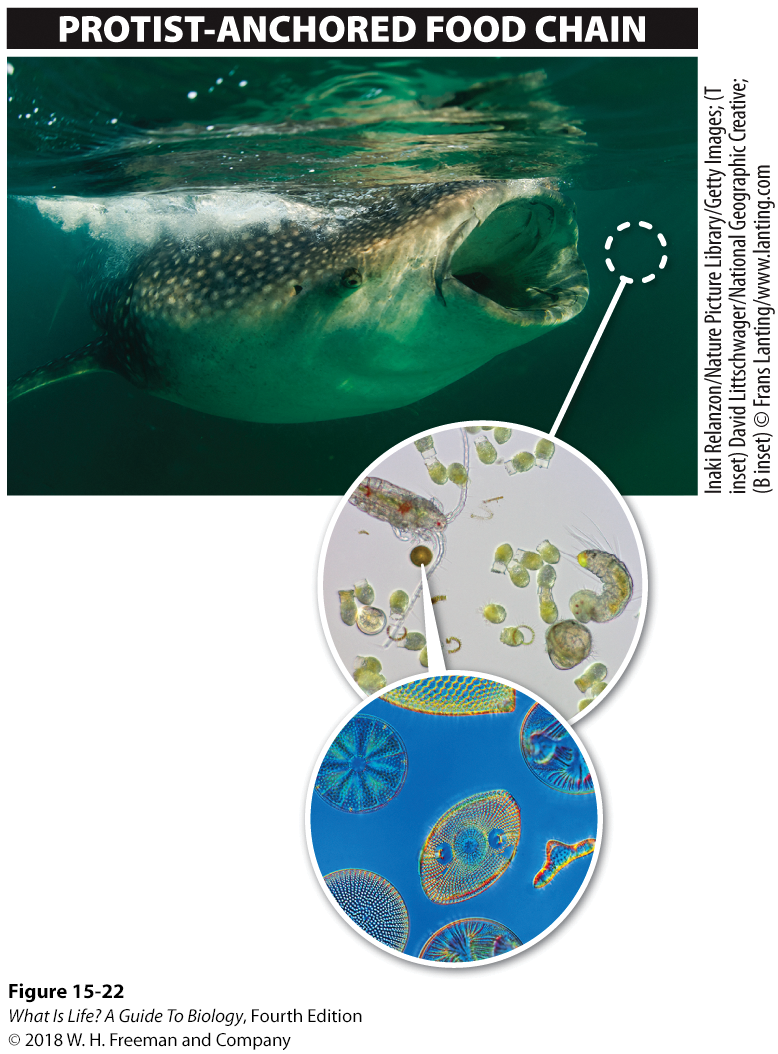 PROTIST-ANCHORED FOOD CHAIN
Inaki Relanzon/Nature Picture Library/Getty Images; (T
inset) David Littschwager/National Geographic Creative;
(B inset) © Frans Lanting/www.lanting.com
Figure 15-22
What Is Life? A Guide To Biology, Fourth Edition
© 2018 W. H. Freeman and Company